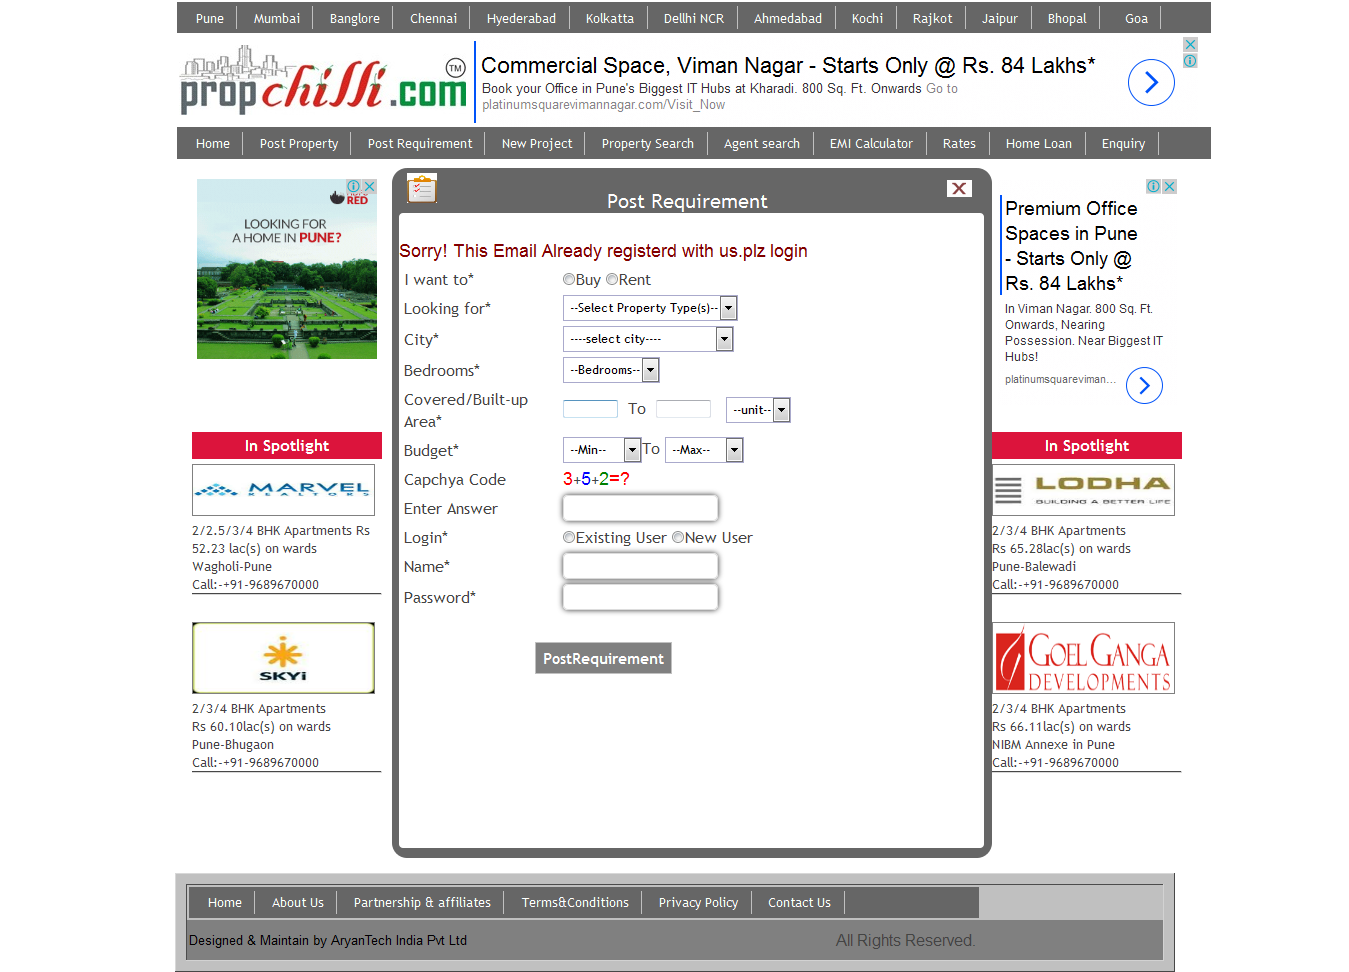 Pune Mumbai Banglore Chennai Hyederabad Kolkatta Dellhi NCR Ahmedabad Kochi Rajkot Jaipur Bhopal Goa
propchilli.com TM
Commercial Space, Viman Nagar - Starts Only @ Rs. 84 Lakhs*
Book your Office in Pune's Biggest IT Hubs at Kharadi. 800 Sq. Ft. Onwards Go to
platinumsquarevimannagar.com/Visit_Now
Home Post Property Post Requirement New Project Property Search Agent search EMI Calculator Rates Home Loan Enquiry
RED
LOOKING FOR
A HOME IN PUNE?
In Spotlight
MARVEL
REALTORS
2/2.5/3/4 BHK Apartments Rs
52.23 lac(s) on wards
Wagholi-Pune
Call:-+91-9689670000
SKYi
2/3/4 BHK Apartments
Rs 60.10lac(s) on wards
Pune-Bhugaon
Call:-+91-9689670000
Post Requirement
Sorry! This Email Already registerd with us.plz login
I want to* Buy Rent
Looking for* --Select Property Type(s)--
City* ----select city----
Bedrooms* --Bedrooms--
Covered/Built-up
Area* To --unit--
Budget* --Min-- To --Max--
Capchya Code 3+5+2=?
Enter Answer
Login* Existing User New User
Name*
Password*
PostRequirement
Premium Office
Spaces in Pune
- Starts Only @
Rs. 84 Lakhs*
In Viman Nagar. 800 Sq. Ft.
Onwards, Nearing
Possession. Near Biggest IT
Hubs!
platinumsquareviman...
In Spotlight
LODHA
BUILDING A BETTER LIFE
2/3/4 BHK Apartments
Rs 65.28lac(s) on wards
Pune-Balewadi
Call:-+91-9689670000
GOEL GANGA
DEVELOPMENTS
2/3/4 BHK Apartments
Rs 66.11lac(s) on wards
NIBM Annexe in Pune
Call:-+91-9689670000
Home About Us Partnership & affiliates Terms&Conditions Privacy Policy Contact Us
Designed & Maintain by AryanTech India Pvt Ltd All Rights Reserved.